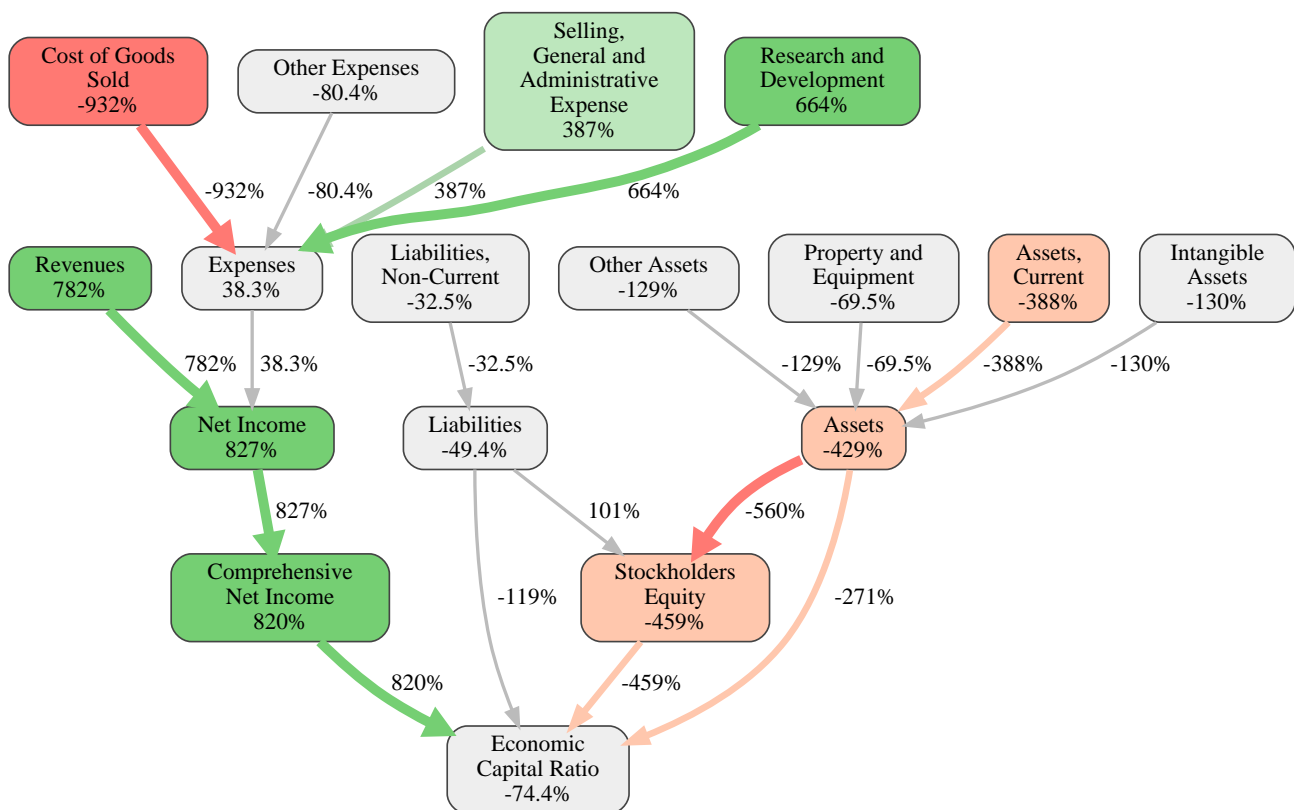 Cost of Goods
Sold
-932%
Other Expenses
-80.4%
Selling,
General and
Administrative
Expense
387%
Research and
Development
664%
-932%
-80.4%
387%
664%
Revenues
782%
Expenses
38.3%
Liabilities,
Non-Current
-32.5%
Other Assets
-129%
Property and
Equipment
-69.5%
Assets,
Current
-388%
Intangible
Assets
-130%
782%
38.3%
-32.5%
-129%
-69.5%
-388%
-130%
Net Income
827%
Liabilities
-49.4%
Assets
-429%
827%
101%
-560%
Comprehensive
Net Income
820%
-119%
Stockholders
Equity
-459%
-271%
820%
-459%
Economic
Capital Ratio
-74.4%